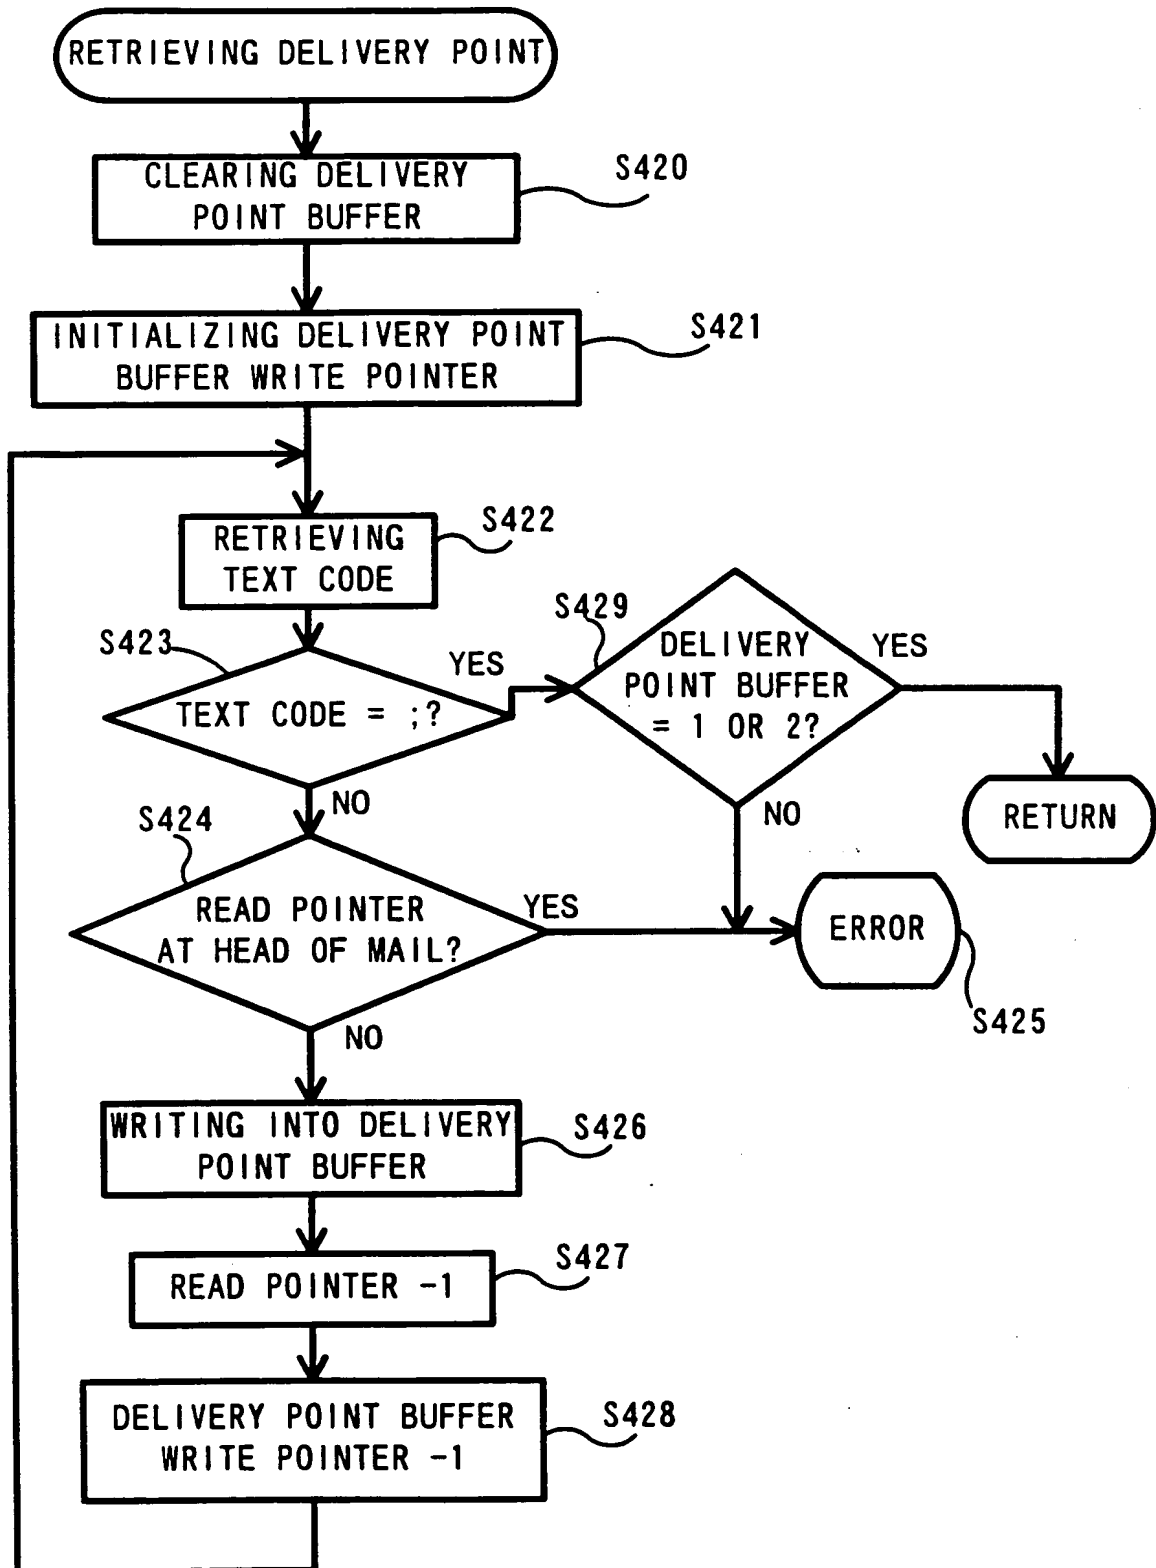 RETRIEVING DELIVERY POINT
CLEARING DELIVERY
POINT BUFFER
S420
INITIALIZING DELIVERY POINT
BUFFER WRITE POINTER
S421
RETRIEVING
TEXT CODE
S422
S423
TEXT CODE = ;?
YES
NO
S429
DELIVERY
POINT BUFFER
= 1 OR 2?
YES
NO
RETURN
S424
READ POINTER
AT HEAD OF MAIL?
YES
NO
ERROR
S425
WRITING INTO DELIVERY
POINT BUFFER
S426
READ POINTER -1
S427
DELIVERY POINT BUFFER
WRITE POINTER -1
S428